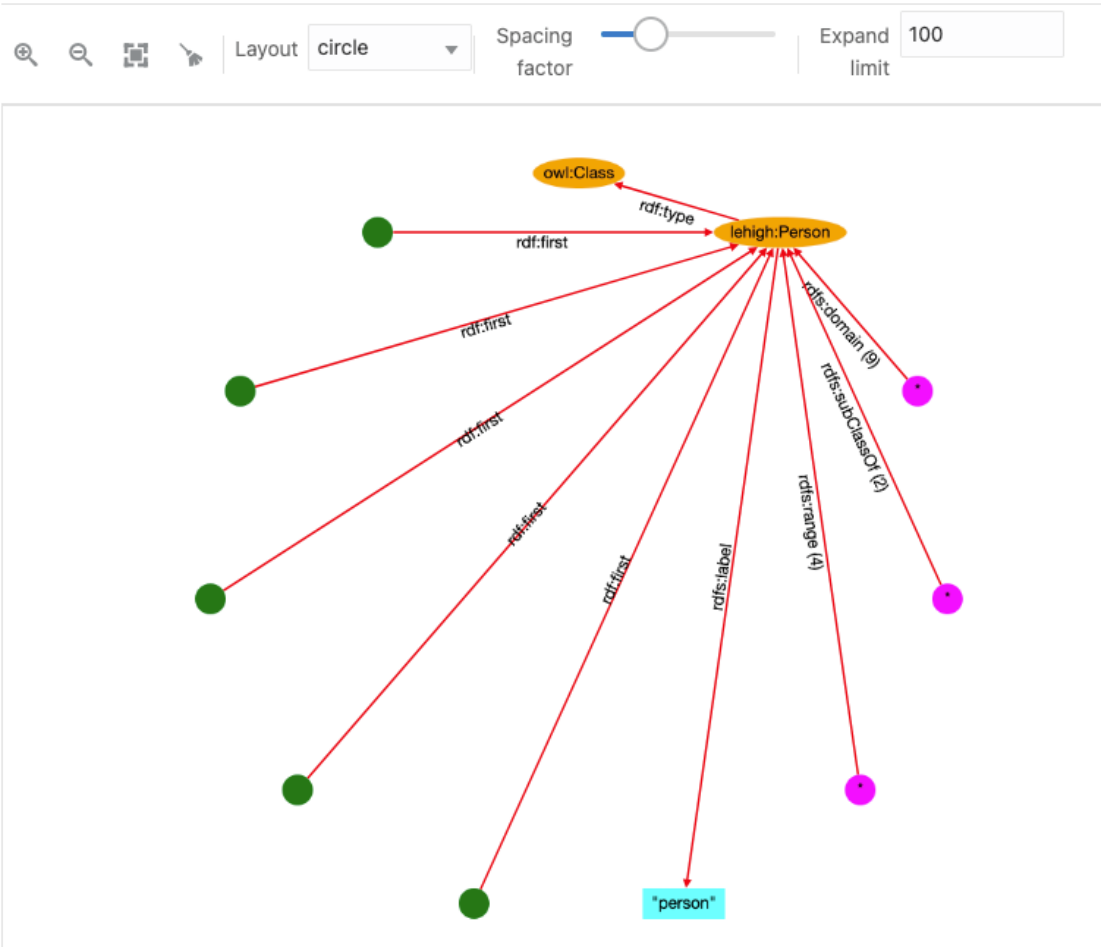 Layout
circle
Spacing
factor
Expand
limit
100
owl:Class
rdf:type
lehigh:Person
rdf:first
rdf:first
rdf:first
rdf:first
rdf:first
rdfs:label
rdfs:range (4)
rdfs:subClassOf (2)
rdfs:domain (9)
*
*
*
"person"